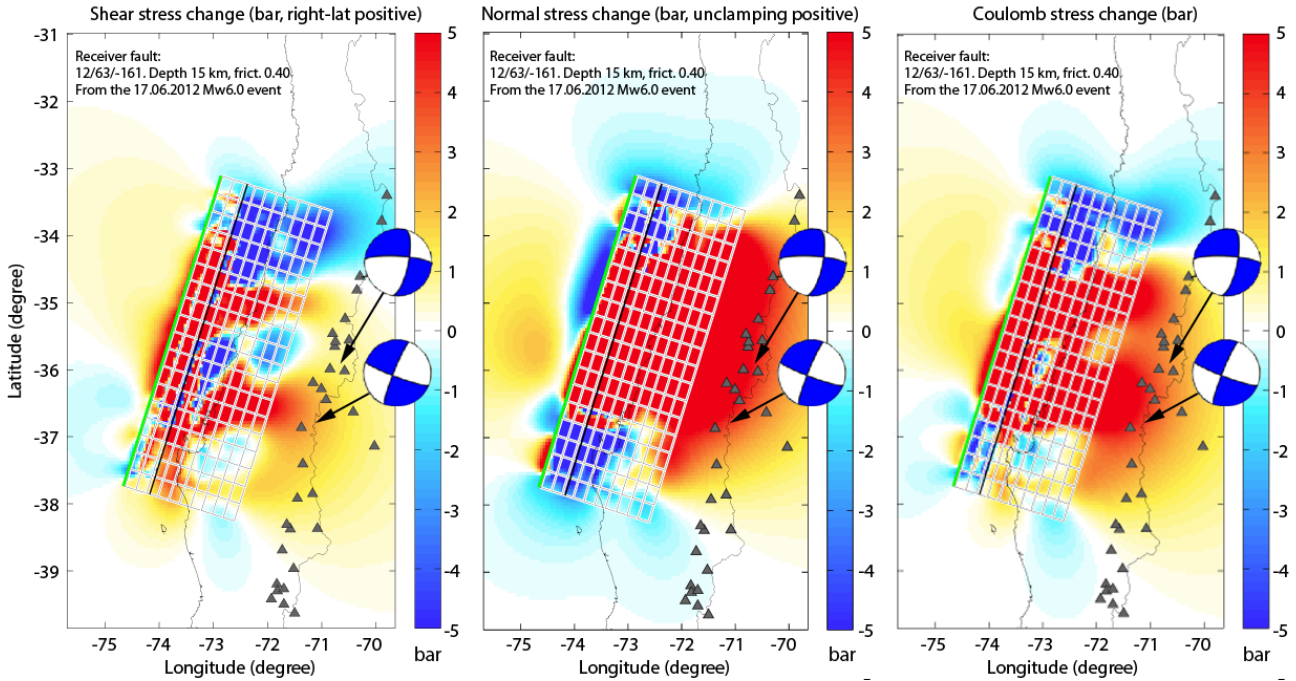 Shear stress change (bar, right-lat positive)
Normal stress change (bar, unclamping positive)
Coulomb stress change (bar)
Receiver fault:
12/63/-161. Depth 15 km, frict. 0.40
From the 17.06.2012 Mw6.0 event
Receiver fault:
12/63/-161. Depth 15 km, frict. 0.40
From the 17.06.2012 Mw6.0 event
Receiver fault:
12/63/-161. Depth 15 km, frict. 0.40.
From the 17.06.2012 Mw6.0 event
Latitude (degree)
-31
-32
-33
-34
-35
-36
-37
-38
-39
5
4
3
2
1
0
-1
-2
-3
-4
-5
bar
5
4
3
2
1
0
-1
-2
-3
-4
-5
bar
5
4
3
2
1
0
-1
-2
-3
-4
-5
bar
-75 -74 -73 -72 -71 -70
Longitude (degree)
-75 -74 -73 -72 -71 -70
Longitude (degree)
-75 -74 -73 -72 -71 -70
Longitude (degree)